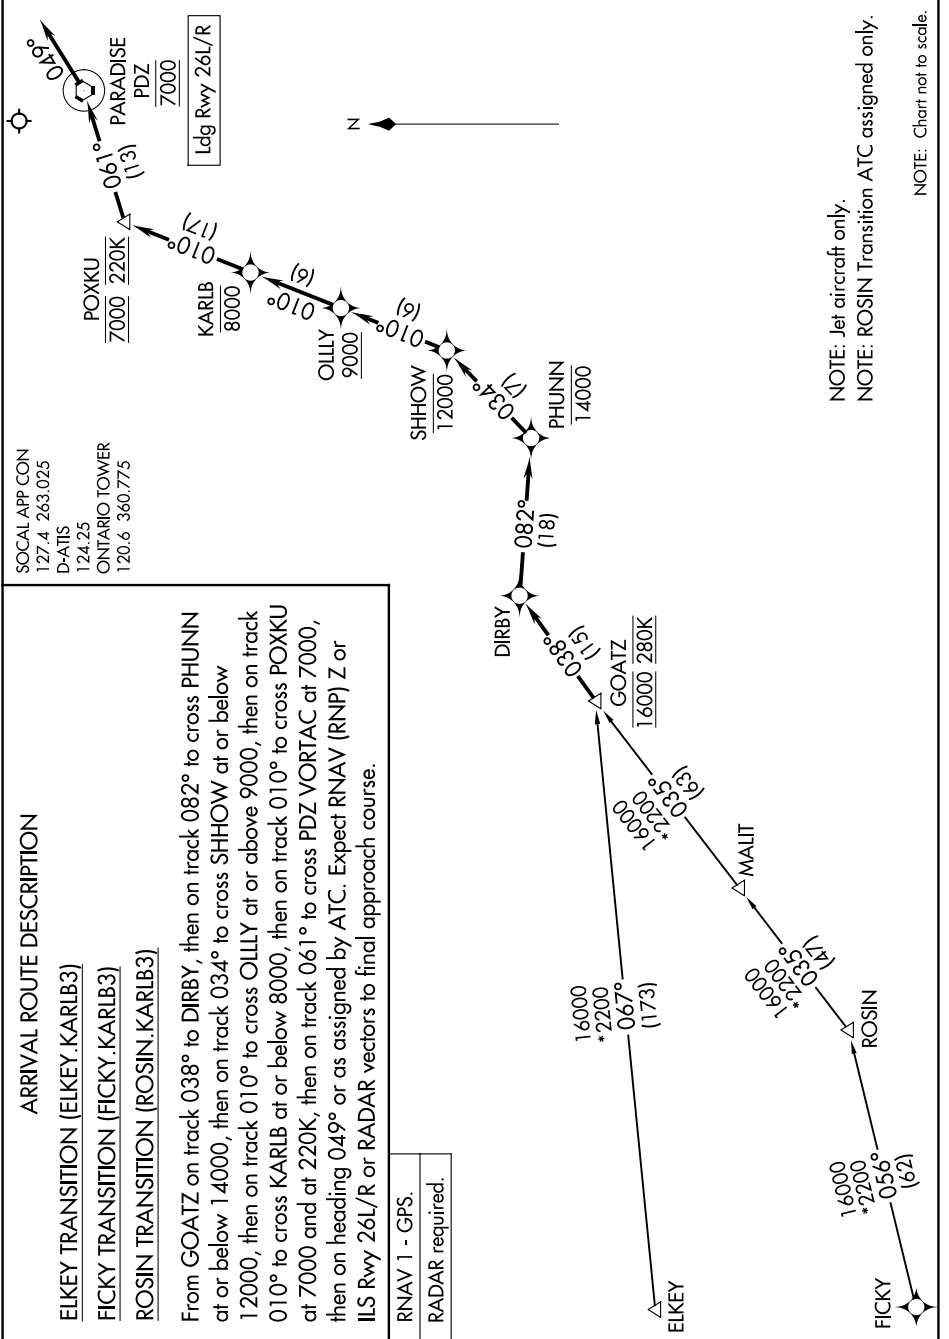 ARRIVAL ROUTE DESCRIPTION
ELKEY TRANSITION (ELKEY.KARLB3)
FICKY TRANSITION (FICKY.KARLB3)
ROSIN TRANSITION (ROSIN.KARLB3)
From GOATZ on track 038° to DIRBY, then on track 082° to cross PHUNN
at or below 14000, then on track 034° to cross SHHOW at or below
12000, then on track 010° to cross OLLLY at or above 9000, then on track
010° to cross KARLB at or below 8000, then on track 010° to cross POXKU
at 7000 and at 220K, then on track 061° to cross PDZ VORTAC at 7000,
then on heading 049° or as assigned by ATC. Expect RNAV (RNP) Z or
ILS Rwy 26L/R or RADAR vectors to final approach course.
RNAV 1 - GPS.
RADAR required.
SOCAL APP CON
127.4 263.025
D-ATIS
124.25
ONTARIO TOWER
120.6 360.775
049°
PARADISE
PDZ
7000
Ldg Rwy 26L/R
061°
(13)
POXKU
7000 220K
010°
(17)
KARLB
8000
010°
(6)
OLLLY
9000
010°
(6)
SHHOW
12000
034°
(7)
PHUNN
14000
082°
(18)
DIRBY
038°
(15)
GOATZ
16000 280K
16000
*2200
035°
(63)
MALIT
16000
*2200
035°
(47)
ROSIN
16000
*2200
067°
(173)
ELKEY
16000
*2200
056°
(62)
FICKY
N
NOTE: Jet aircraft only.
NOTE: ROSIN Transition ATC assigned only.
NOTE: Chart not to scale.